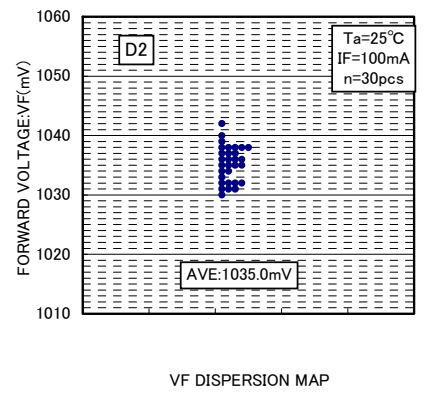 1060
1050
1040
1030
1020
1010
FORWARD VOLTAGE:VF(mV)
D2
Ta=25°C
IF=100mA
n=30pcs
AVE:1035.0mV
VF DISPERSION MAP